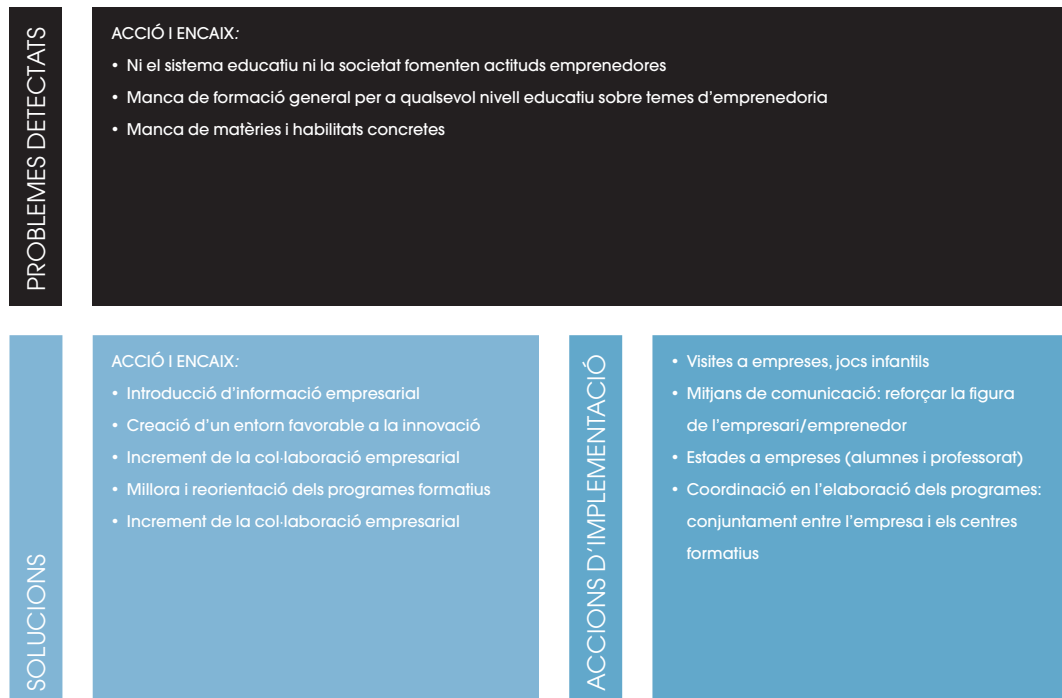 PROBLEMES DETECTATS
ACCIÓ I ENCAIX:
• Ni el sistema educatiu ni la societat fomenten actituds emprenedores
• Manca de formació general per a qualsevol nivell educatiu sobre temes d’emprenedoria
• Manca de matèries i habilitats concretes
SOLUCIONS
ACCIÓ I ENCAIX:
• Introducció d’informació empresarial
• Creació d’un entorn favorable a la innovació
• Increment de la col·laboració empresarial
• Millora i reorientació dels programes formatius
• Increment de la col·laboració empresarial
ACCIONS D’IMPLEMENTACIÓ
• Visites a empreses, jocs infantils
• Mitjans de comunicació: reforçar la figura
de l’empresari/emprenedor
• Estades a empreses (alumnes i professorat)
• Coordinació en l’elaboració dels programes:
conjuntament entre l’empresa i els centres
formatius